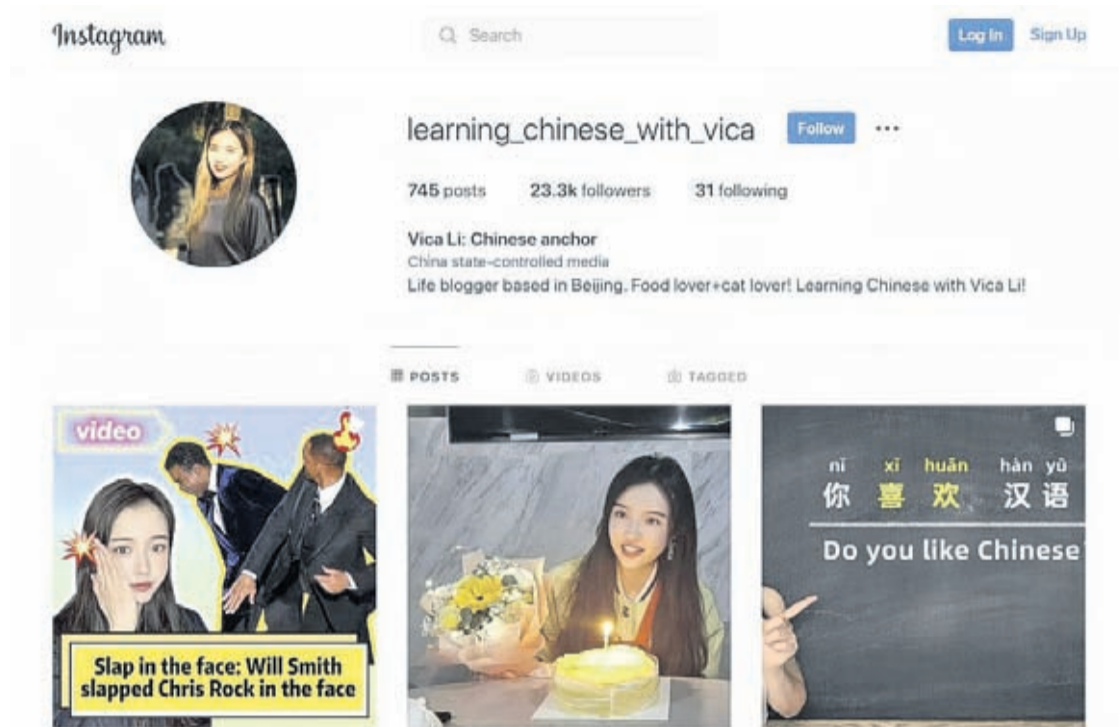 Instagram
Search
Log In
Sign Up
learning_chinese_with_vica
Follow
745 posts
23.3k followers
31 following
Vica Li: Chinese anchor
China state-controlled media
Life blogger based in Beijing. Food lover+cat lover! Learning Chinese with Vica Li!
POSTS
VIDEOS
TAGGED
video
Slap in the face: Will Smith
slapped Chris Rock in the face
nǐ xǐ huān hàn yǔ
你 喜 欢 汉 语
Do you like Chinese